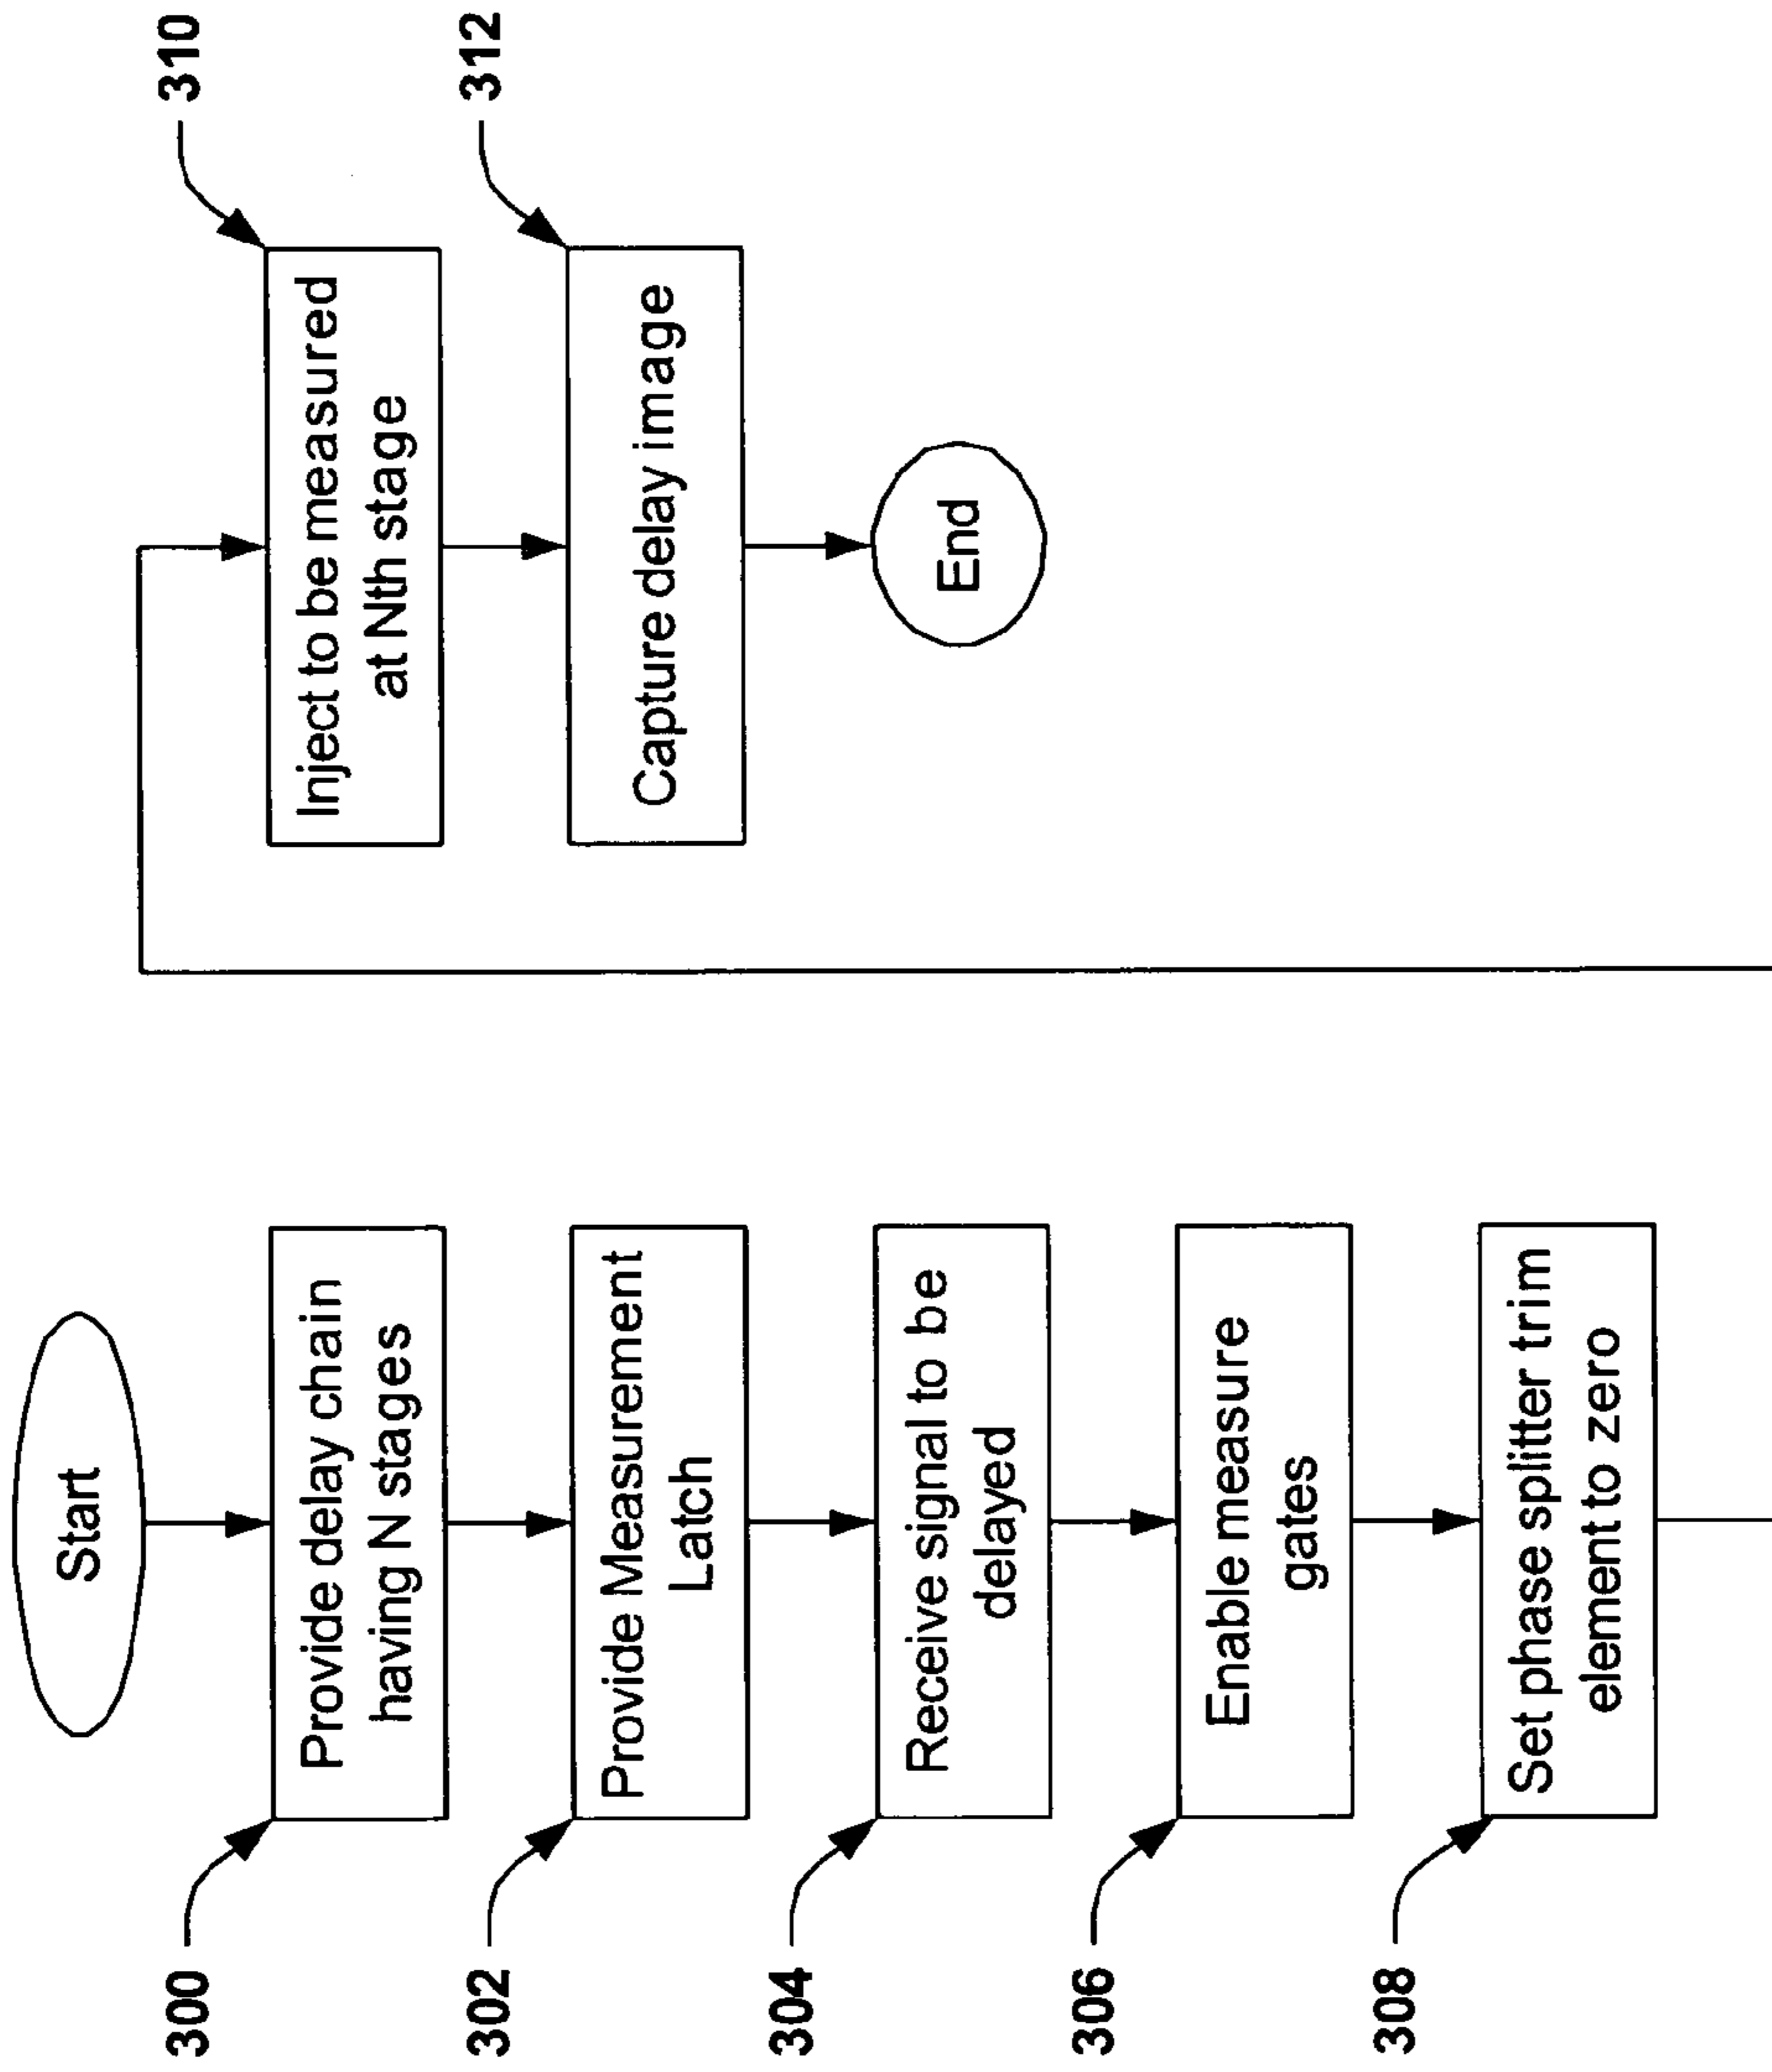 Start
300
Provide delay chain
having N stages
302
Provide Measurement
Latch
304
Receive signal to be
delayed
306
Enable measure
gates
308
Set phase splitter trim
element to zero
310
Inject to be measured
at Nth stage
312
Capture delay image
End